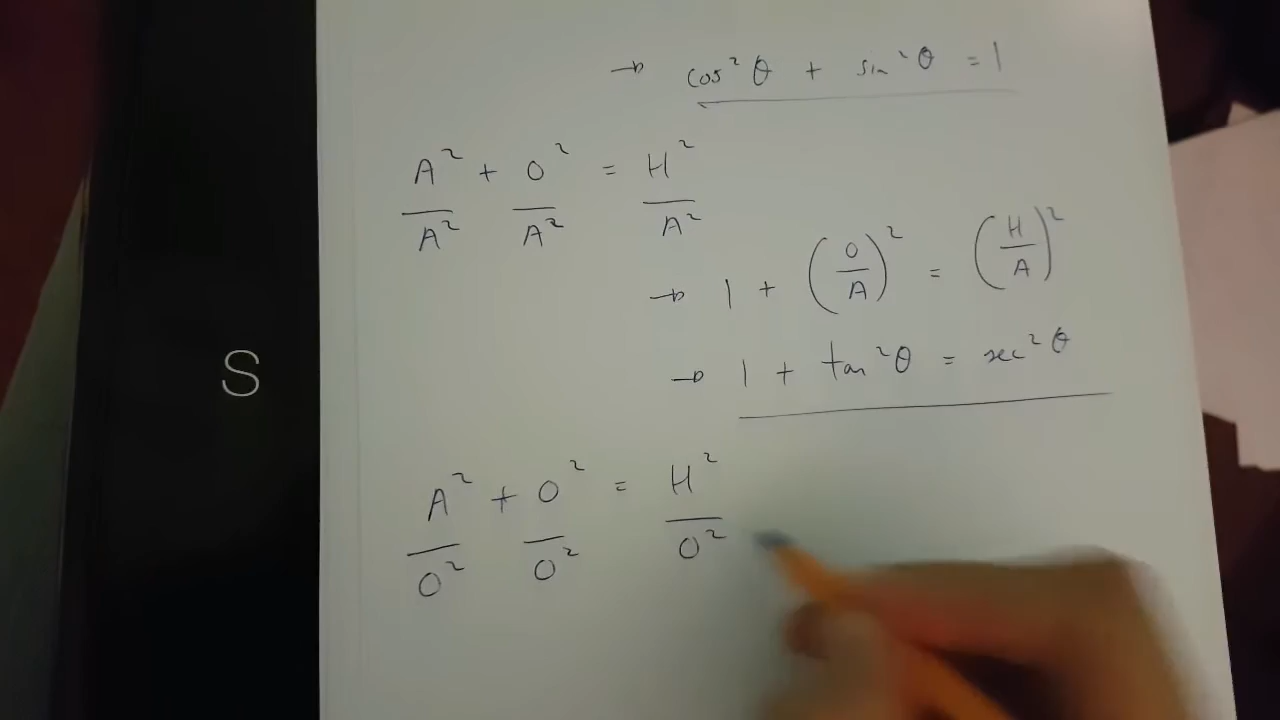 → cos²θ + sin²θ = 1
A² + O² = H²
A² A² A²
→ 1 + (O/A)² = (H/A)²
S
→ 1 + tan²θ = sec²θ
A² + O² = H²
O² O² O²